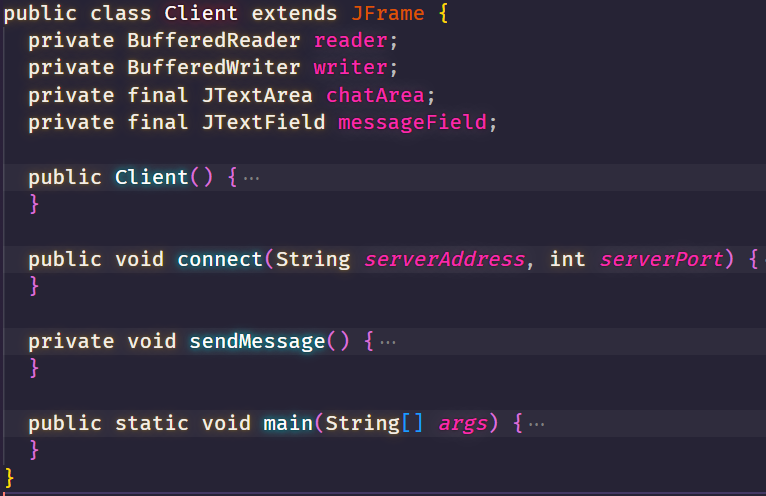 public class Client extends JFrame {
private BufferedReader reader;
private BufferedWriter writer;
private final JTextArea chatArea;
private final JTextField messageField;
public Client() { ···
}
public void connect(String serverAddress, int serverPort) {
}
private void sendMessage() { ···
}
public static void main(String[] args) { ···
}
}